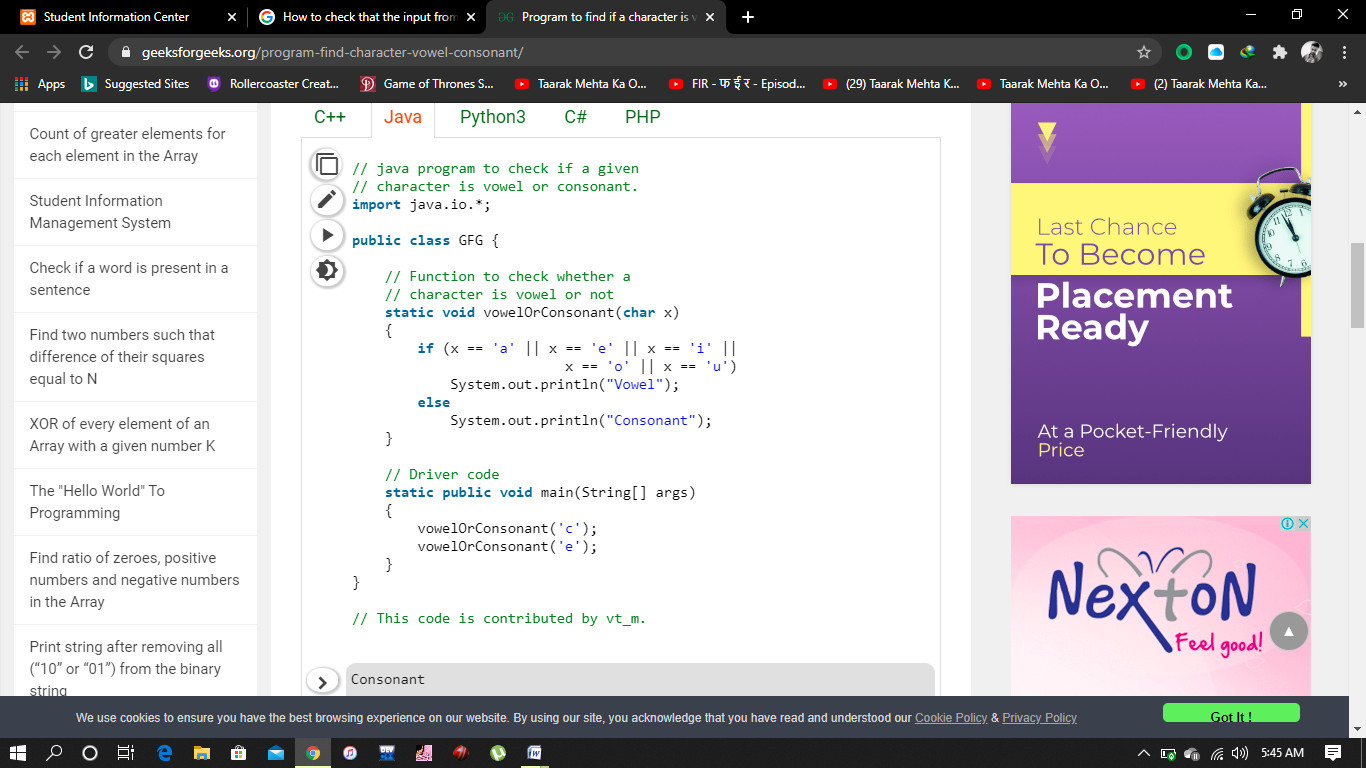 Student Information Center
How to check that the input from
Program to find if a character is v
geeksforgeeks.org/program-find-character-vowel-consonant/
Apps
Suggested Sites
Rollercoaster Creat...
Game of Thrones S...
Taarak Mehta Ka O...
FIR - फ ई र - Episod...
(29) Taarak Mehta K...
Taarak Mehta Ka O...
(2) Taarak Mehta Ka...
»
Count of greater elements for
each element in the Array
Student Information
Management System
Check if a word is present in a
sentence
Find two numbers such that
difference of their squares
equal to N
XOR of every element of an
Array with a given number K
The "Hello World" To
Programming
Find ratio of zeroes, positive
numbers and negative numbers
in the Array
Print string after removing all
(“10” or “01”) from the binary
string
C++ Java Python3 C# PHP
// java program to check if a given
// character is vowel or consonant.
import java.io.*;
public class GFG {
// Function to check whether a
// character is vowel or not
static void vowelOrConsonant(char x)
{
if (x == 'a' || x == 'e' || x == 'i' ||
x == 'o' || x == 'u')
System.out.println("Vowel");
else
System.out.println("Consonant");
}
// Driver code
static public void main(String[] args)
{
vowelOrConsonant('c');
vowelOrConsonant('e');
}
}
// This code is contributed by vt_m.
Consonant
Last Chance
To Become
Placement
Ready
At a Pocket-Friendly
Price
NexToN
Feel good!
We use cookies to ensure you have the best browsing experience on our website. By using our site, you acknowledge that you have read and understood our Cookie Policy & Privacy Policy
Got It !
5:45 AM